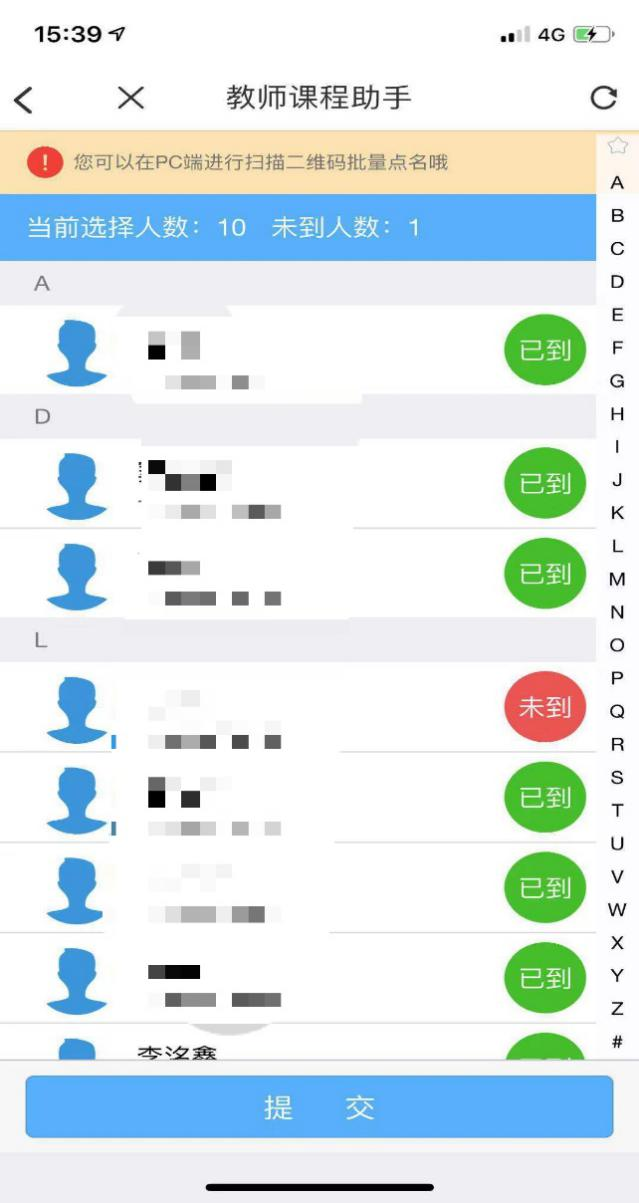 15:39
4G
教师课程助手
您可以在PC端进行扫描二维码批量点名哦
当前选择人数：10 未到人数：1
A
已到
D
已到
已到
L
未到
已到
已到
已到
李洺鑫
提 交
A
B
C
D
E
F
G
H
I
J
K
L
M
N
O
P
Q
R
S
T
U
V
W
X
Y
Z
#